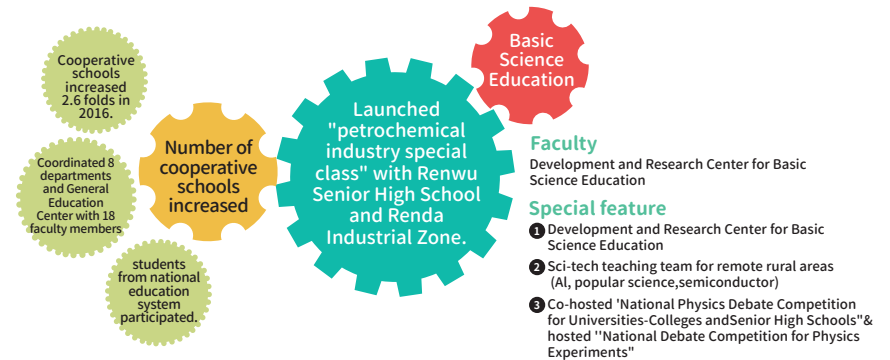 Cooperative
schools
increased
2.6 folds in
2016.
Coordinated 8
departments
and General
Education
Center with 18
faculty members
students
from national
education
system
participated.
Number of
cooperative
schools
increased
Launched
"petrochemical
industry special
class" with Renwu
Senior High School
and Renda
Industrial Zone.
Basic
Science
Education
Faculty
Development and Research Center for Basic
Science Education
Special feature
1 Development and Research Center for Basic
Science Education
2 Sci-tech teaching team for remote rural areas
(Al, popular science,semiconductor)
3 Co-hosted 'National Physics Debate Competition
for Universities-Colleges andSenior High Schools"&
hosted ''National Debate Competition for Physics
Experiments"